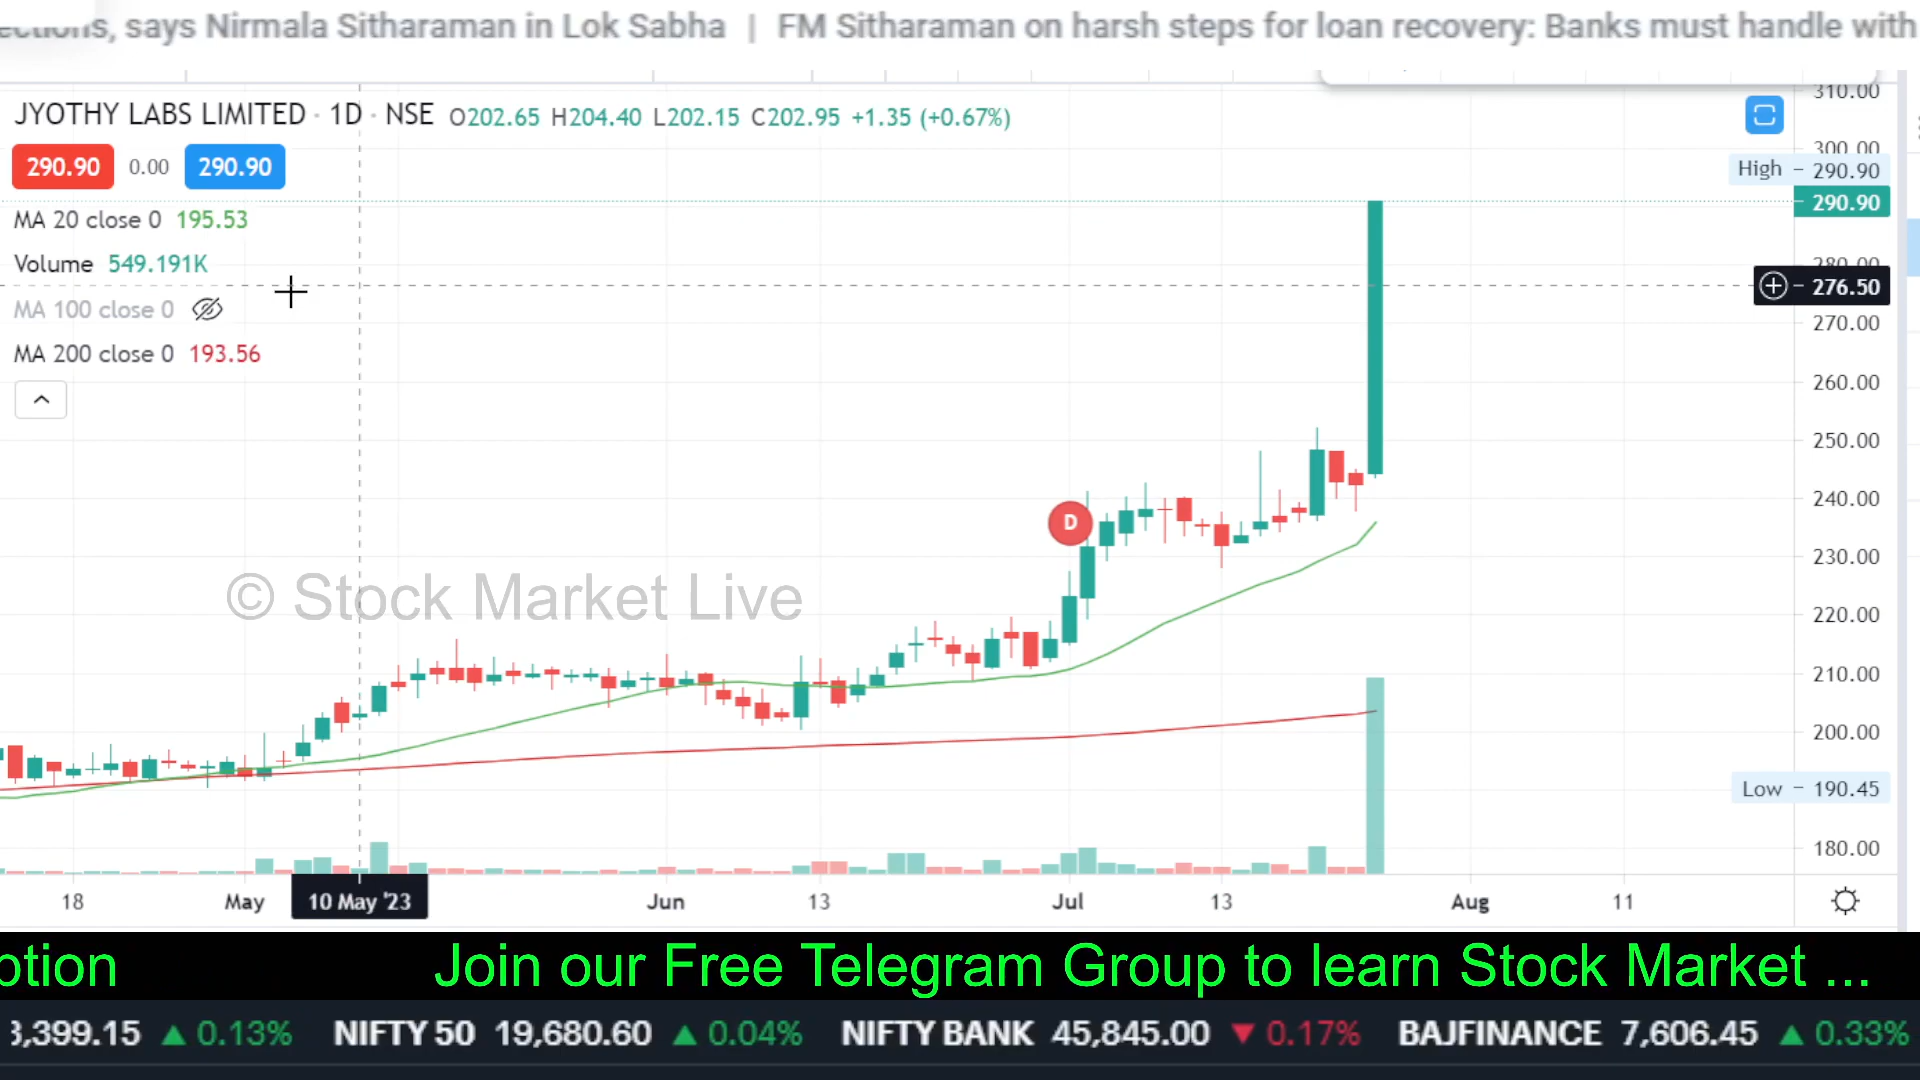 says Nirmala Sitharaman in Lok Sabha | FM Sitharaman on harsh steps for loan recovery: Banks must handle with
JYOTHY LABS LIMITED · 1D · NSE O202.65 H204.40 L202.15 C202.95 +1.35 (+0.67%)
290.90 0.00 290.90
MA 20 close 0 195.53
Volume 549.191K
MA 100 close 0
MA 200 close 0 193.56
310.00
300.00
High 290.90
290.90
280.00
276.50
270.00
260.00
250.00
240.00
D
230.00
© Stock Market Live
220.00
210.00
200.00
Low 190.45
180.00
18 May 10 May '23 Jun 13 Jul 13 Aug 11
Join our Free Telegram Group to learn Stock Market ...
3,399.15 ▲ 0.13% NIFTY 50 19,680.60 ▲ 0.04% NIFTY BANK 45,845.00 ▼ 0.17% BAJFINANCE 7,606.45 ▲ 0.33%